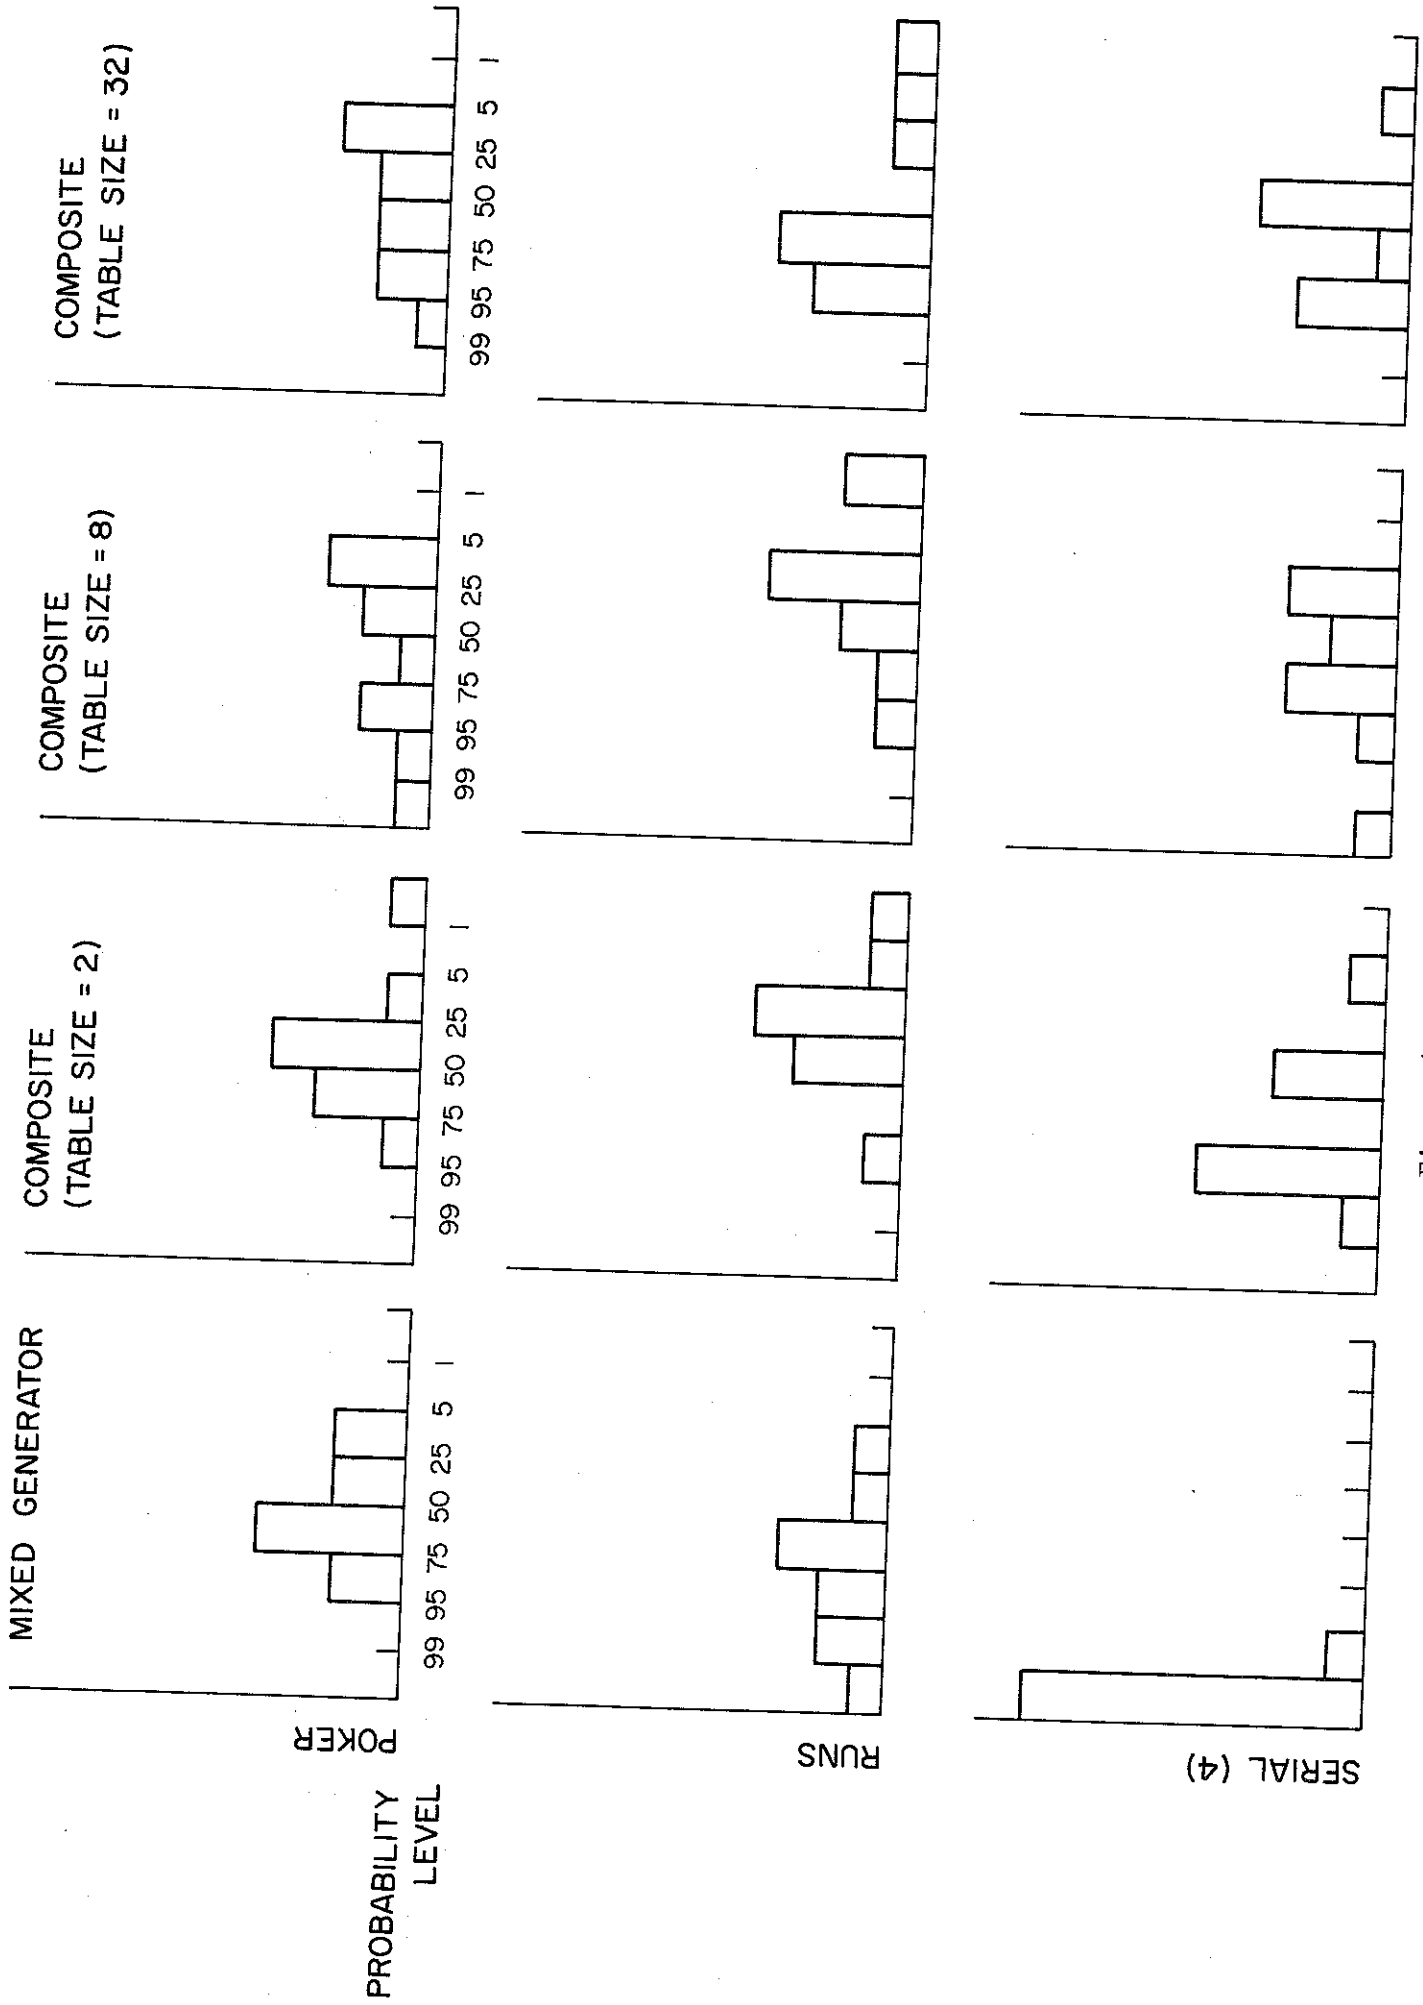 MIXED GENERATOR
COMPOSITE
(TABLE SIZE = 2)
COMPOSITE
(TABLE SIZE = 8)
COMPOSITE
(TABLE SIZE = 32)
POKER
PROBABILITY
LEVEL
99 95 75 50 25 5 1
99 95 75 50 25 5 1
99 95 75 50 25 5 1
99 95 75 50 25 5 1
RUNS
SERIAL (4)